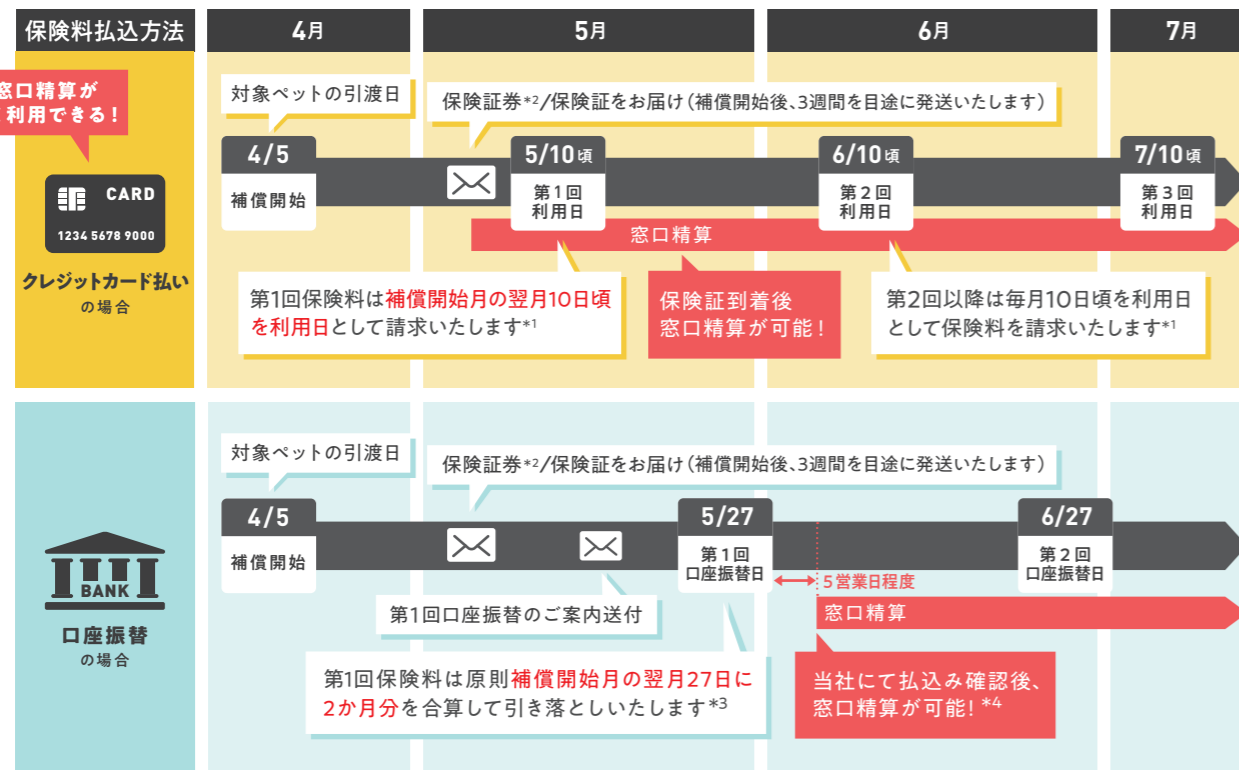 保険料払込方法
4月
5月
6月
7月
窓口精算が
利用できる!
CARD
1234 5678 9000
クレジットカード払い
の場合
対象ペットの引渡日
保険証券*2/保険証をお届け(補償開始後、3週間を目途に発送いたします)
4/5
補償開始
5/10頃
第1回
利用日
6/10頃
第2回
利用日
7/10頃
第3回
利用日
窓口精算
第1回保険料は補償開始月の翌月10日頃
を利用日として請求いたします*1
保険証到着後
窓口精算が可能!
第2回以降は毎月10日頃を利用日
として保険料を請求いたします*1
BANK
口座振替
の場合
対象ペットの引渡日
保険証券*2/保険証をお届け(補償開始後、3週間を目途に発送いたします)
4/5
補償開始
5/27
第1回
口座振替日
6/27
第2回
口座振替日
5営業日程度
窓口精算
第1回口座振替のご案内送付
第1回保険料は原則補償開始月の翌月27日に
2か月分を合算して引き落としいたします*3
当社にて払込み確認後、
窓口精算が可能!*4